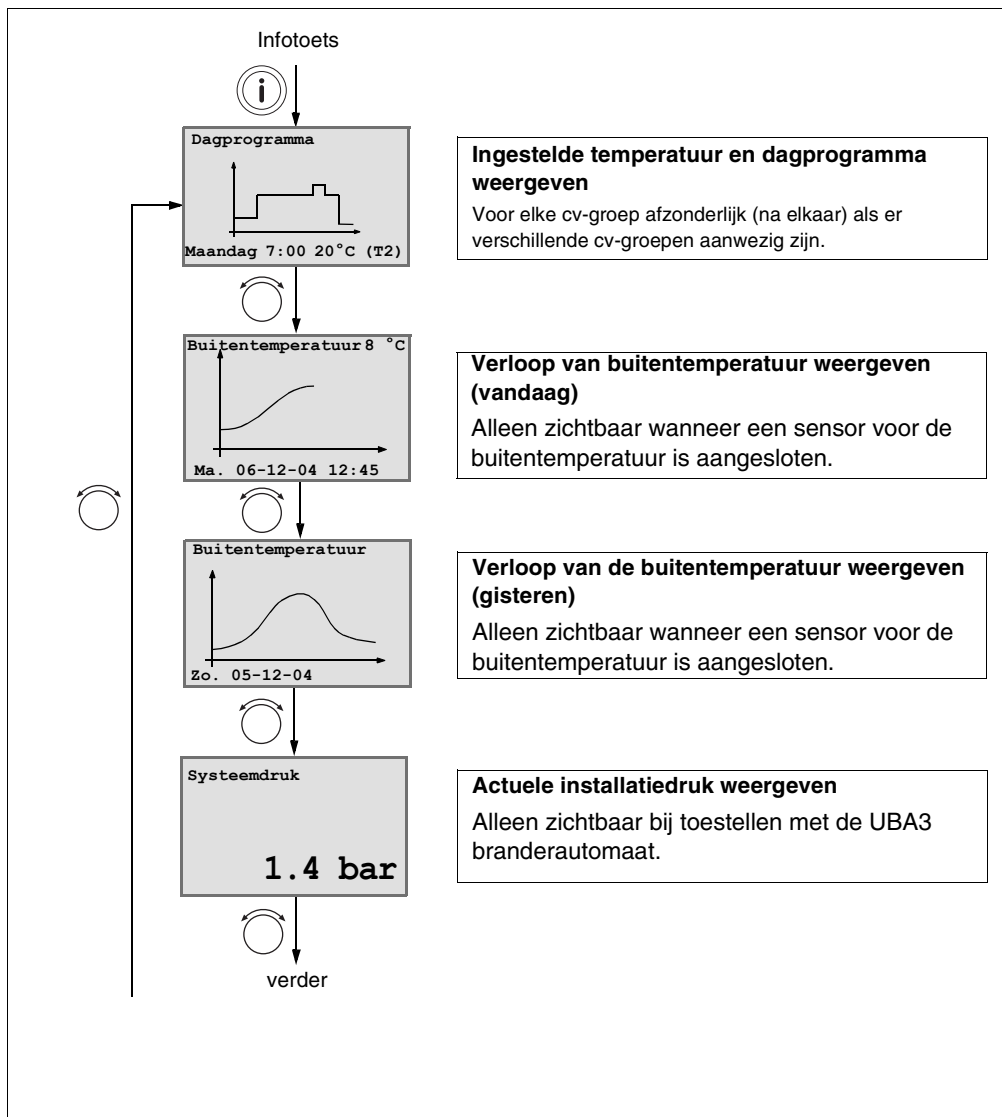 Infotoets
i
Dagprogramma
Maandag 7:00 20°C (T2)
Ingestelde temperatuur en dagprogramma
weergeven
Voor elke cv-groep afzonderlijk (na elkaar) als er
verschillende cv-groepen aanwezig zijn.
Buitentemperatuur 8 °C
Ma. 06-12-04 12:45
Verloop van buitentemperatuur weergeven
(vandaag)
Alleen zichtbaar wanneer een sensor voor de
buitentemperatuur is aangesloten.
Buitentemperatuur
Zo. 05-12-04
Verloop van de buitentemperatuur weergeven
(gisteren)
Alleen zichtbaar wanneer een sensor voor de
buitentemperatuur is aangesloten.
Systeemdruk
1.4 bar
Actuele installatiedruk weergeven
Alleen zichtbaar bij toestellen met de UBA3
branderautomaat.
verder